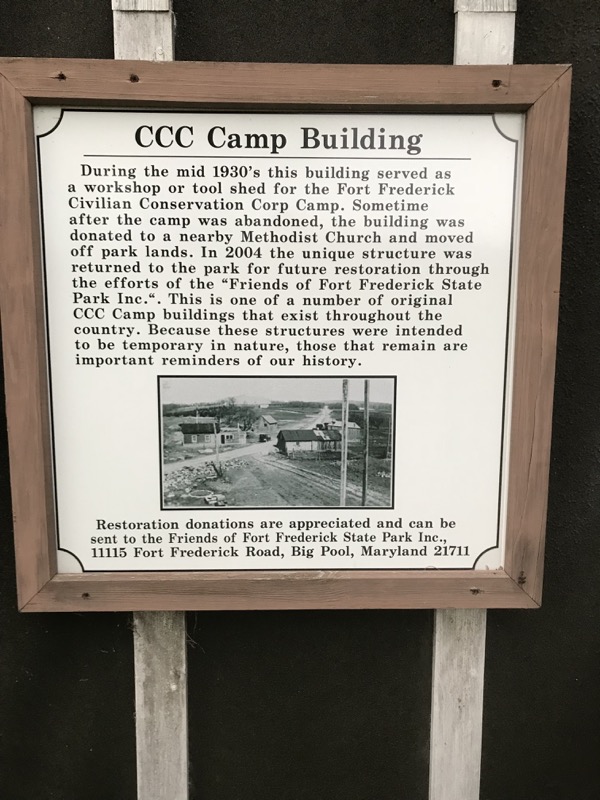 CCC Camp Building
During the mid 1930's this building served as
a workshop or tool shed for the Fort Frederick
Civilian Conservation Corp Camp. Sometime
after the camp was abandoned, the building was
donated to a nearby Methodist Church and moved
off park lands. In 2004 the unique structure was
returned to the park for future restoration through
the efforts of the “Friends of Fort Frederick State
Park Inc.“. This is one of a number of original
CCC Camp buildings that exist throughout the
country. Because these structures were intended
to be temporary in nature, those that remain are
important reminders of our history.
Restoration donations are appreciated and can be
sent to the Friends of Fort Frederick State Park Inc.,
11115 Fort Frederick Road, Big Pool, Maryland 21711